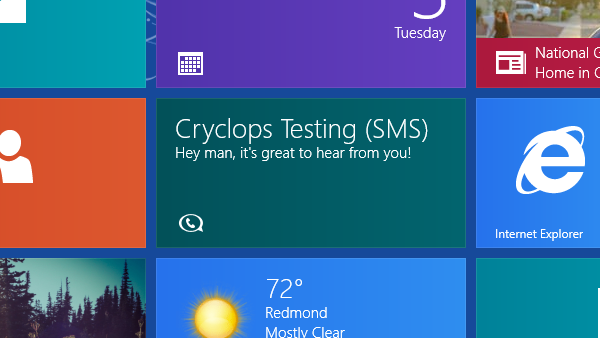 Tuesday
National
Home in
Cryclops Testing (SMS)
Hey man, it's great to hear from you!
Internet Explorer
72°
Redmond
Mostly Clear